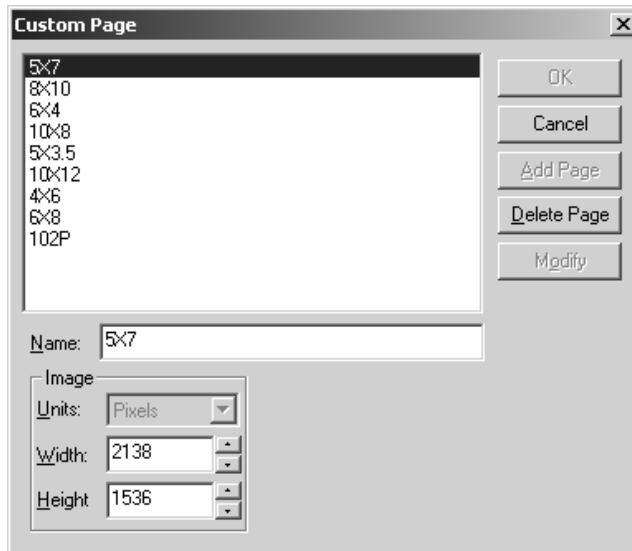 Custom Page
5X7
8X10
6X4
10X8
5X3.5
10X12
4X6
6X8
102P
OK
Cancel
Add Page
Delete Page
Modify
Name: 5X7
Image
Units: Pixels
Width: 2138
Height 1536